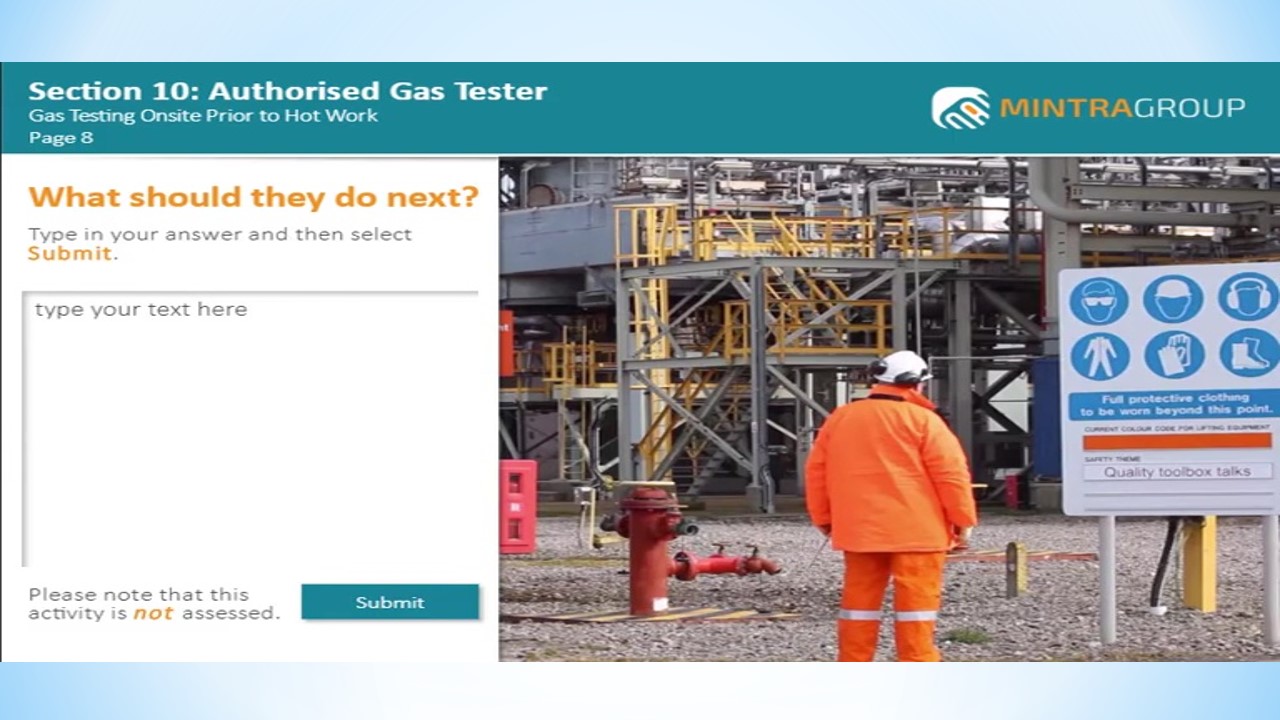 Section 10: Authorised Gas Tester
Gas Testing Onsite Prior to Hot Work
Page 8
MINTRAGROUP
What should they do next?
Type in your answer and then select
Submit.
type your text here
Please note that this
activity is not assessed.
Submit
Full protective clothing
to be worn beyond this point.
CURRENT COLOUR CODE FOR LIFTING EQUIPMENT
SAFETY THEME
Quality toolbox talks